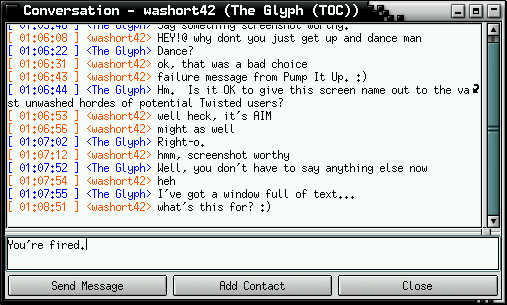 Conversation - washort42 (The Glyph (TOC))
[ 01:05:46 ] <The Glyph> Say something screenshot worthy.
[ 01:06:08 ] <washort42> HEY!@ why dont you just get up and dance man
[ 01:06:22 ] <The Glyph> Dance?
[ 01:06:31 ] <washort42> ok, that was a bad choice
[ 01:06:43 ] <washort42> failure message from Pump It Up. :)
[ 01:06:44 ] <The Glyph> Hm.  Is it OK to give this screen name out to the va
st unwashed hordes of potential Twisted users?
[ 01:06:53 ] <washort42> well heck, it's AIM
[ 01:06:56 ] <washort42> might as well
[ 01:07:02 ] <The Glyph> Right-o.
[ 01:07:12 ] <washort42> hmm, screenshot worthy
[ 01:07:52 ] <The Glyph> Well, you don't have to say anything else now
[ 01:07:54 ] <washort42> heh
[ 01:07:55 ] <The Glyph> I've got a window full of text...
[ 01:08:51 ] <washort42> what's this for? :)
You're fired.
Send Message
Add Contact
Close